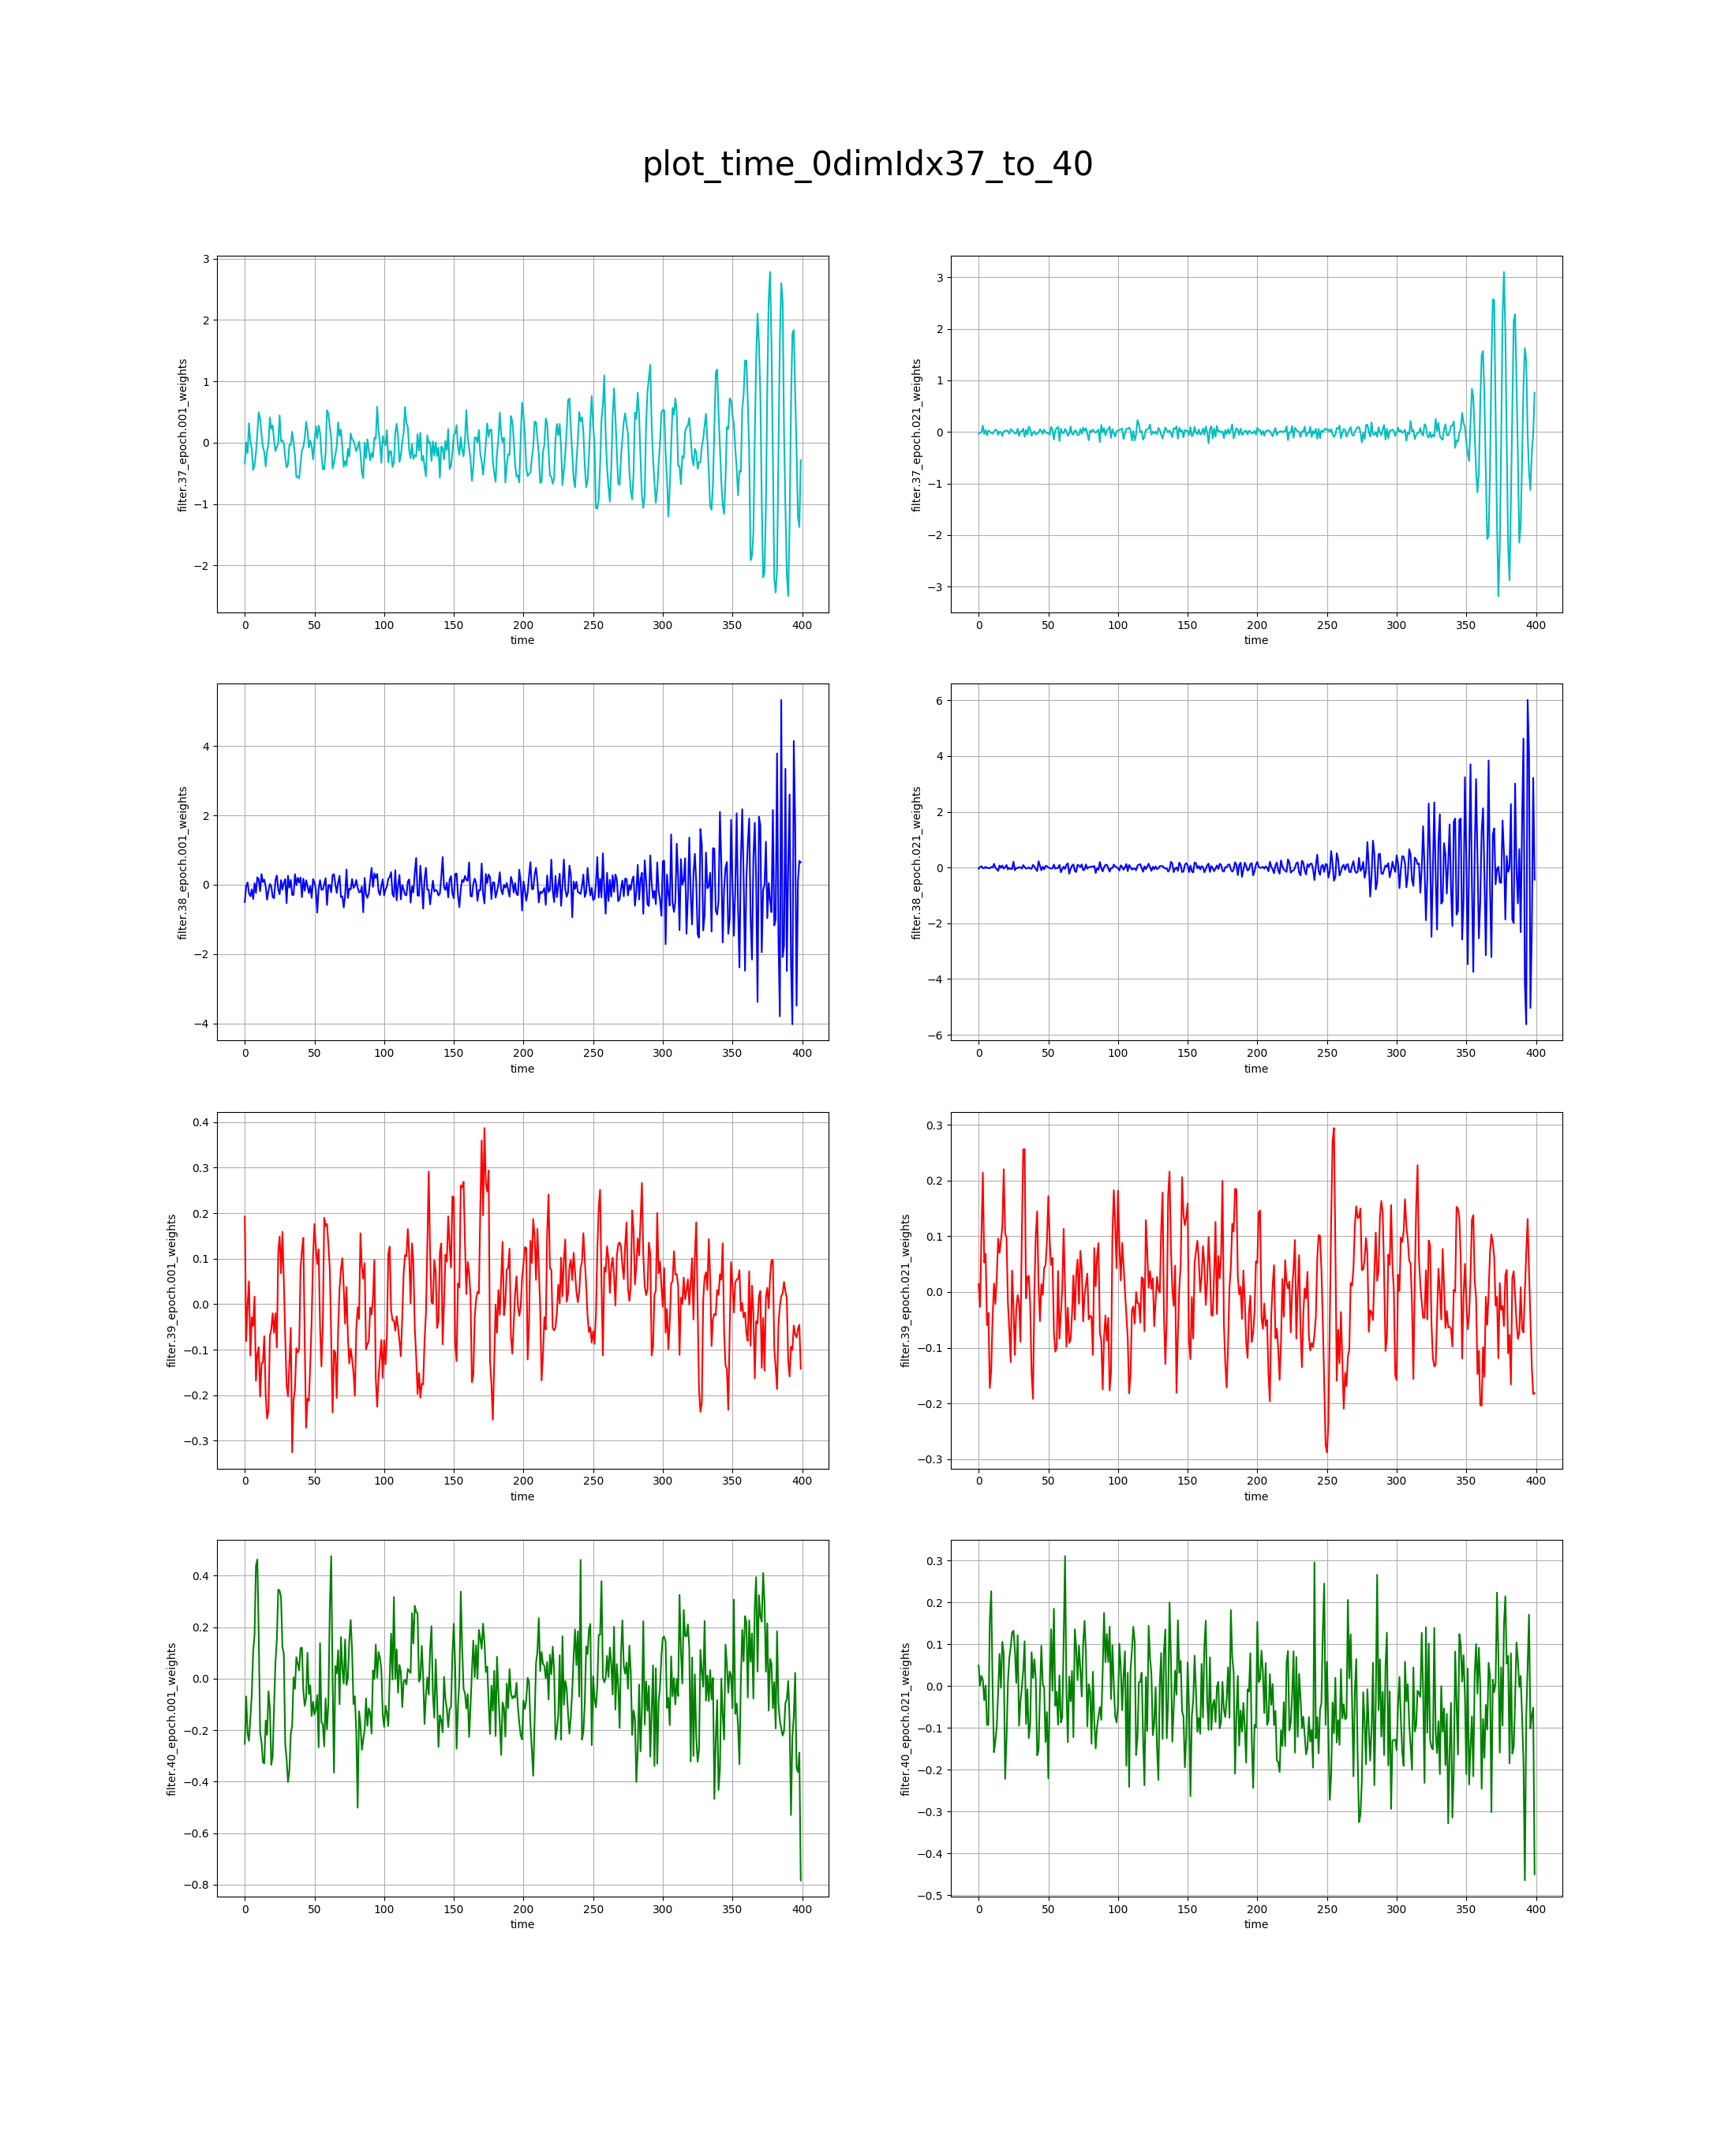 plot_time_0dimIdx37_to_40
filter.37_epoch.001_weights
3
2
1
0
−1
−2
0 50 100 150 200 250 300 350 400
time
filter.37_epoch.021_weights
3
2
1
0
−1
−2
−3
0 50 100 150 200 250 300 350 400
time
filter.38_epoch.001_weights
4
2
0
−2
−4
0 50 100 150 200 250 300 350 400
time
filter.38_epoch.021_weights
6
4
2
0
−2
−4
−6
0 50 100 150 200 250 300 350 400
time
filter.39_epoch.001_weights
0.4
0.3
0.2
0.1
0.0
−0.1
−0.2
−0.3
0 50 100 150 200 250 300 350 400
time
filter.39_epoch.021_weights
0.3
0.2
0.1
0.0
−0.1
−0.2
−0.3
0 50 100 150 200 250 300 350 400
time
filter.40_epoch.001_weights
0.4
0.2
0.0
−0.2
−0.4
−0.6
−0.8
0 50 100 150 200 250 300 350 400
time
filter.40_epoch.021_weights
0.3
0.2
0.1
0.0
−0.1
−0.2
−0.3
−0.4
−0.5
0 50 100 150 200 250 300 350 400
time